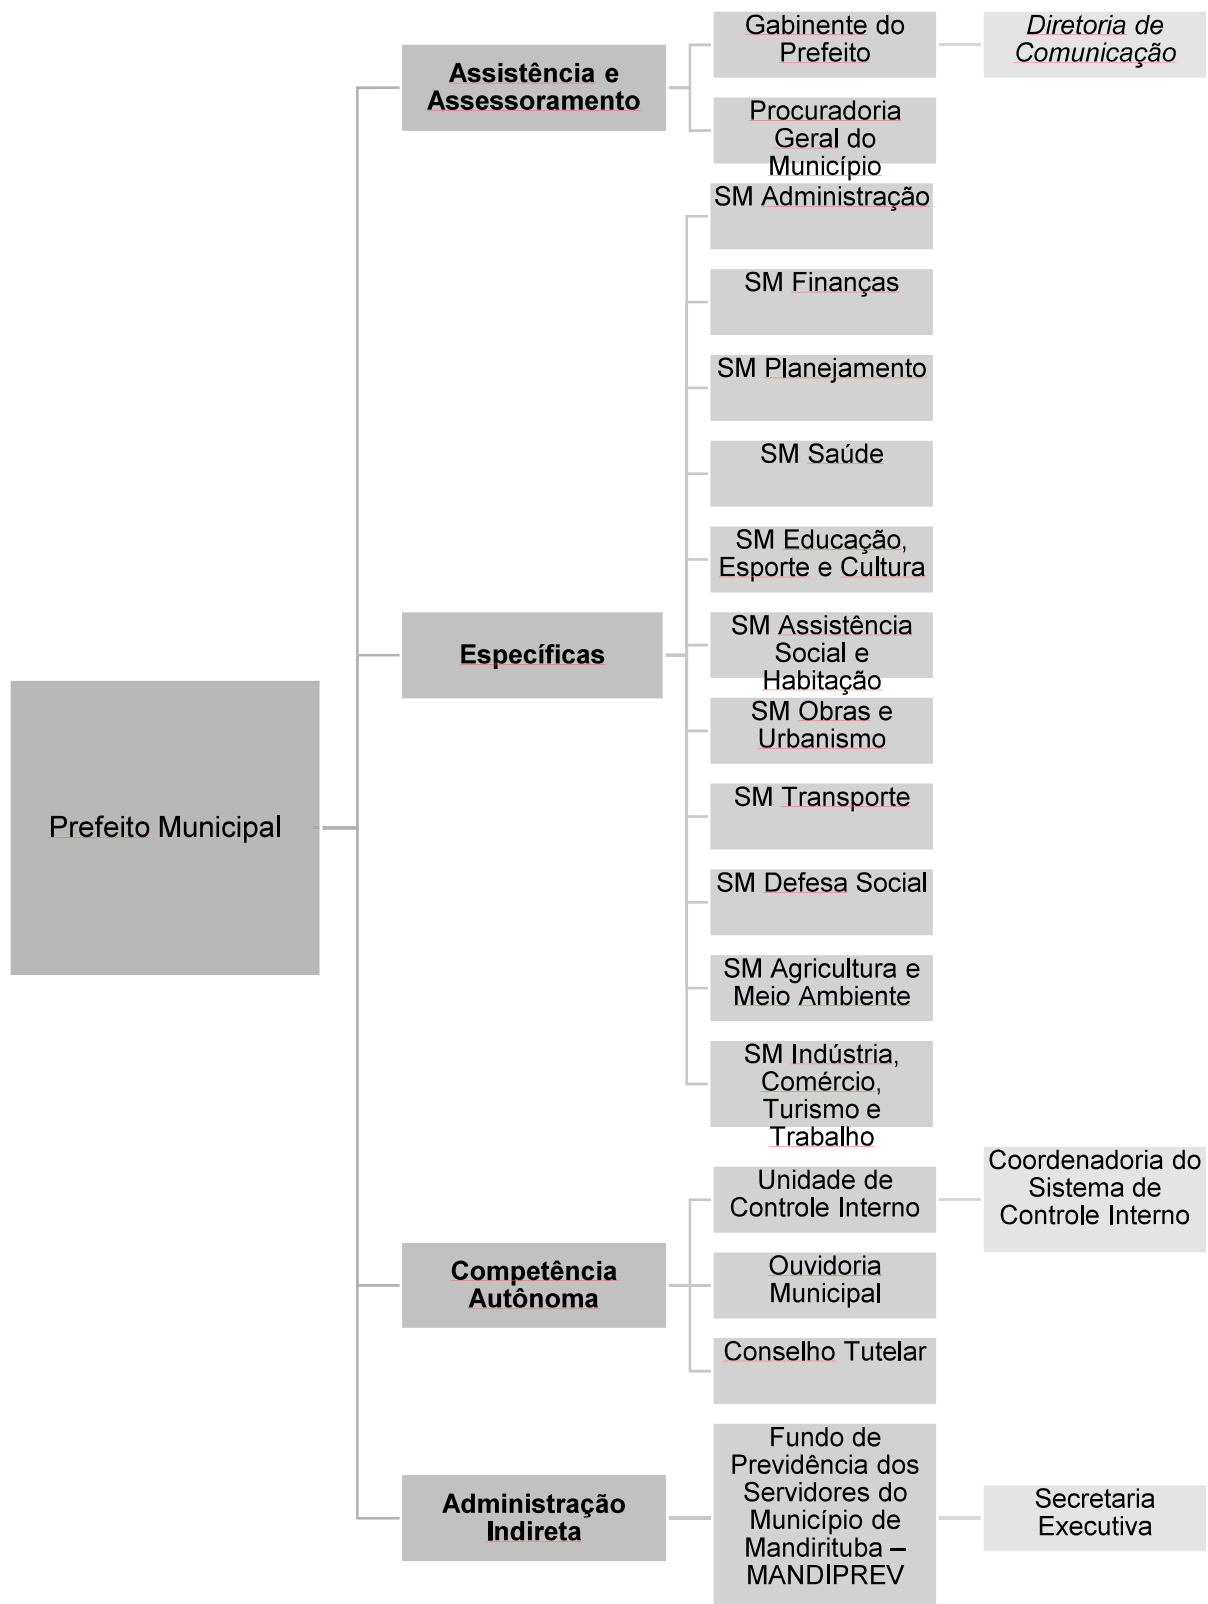 Prefeito Municipal
Assistência e
Assessoramento
Gabinente do
Prefeito
Diretoria de
Comunicação
Procuradoria
Geral do
Município
Específicas
SM Administração
SM Finanças
SM Planejamento
SM Saúde
SM Educação,
Esporte e Cultura
SM Assistência
Social e
Habitação
SM Obras e
Urbanismo
SM Transporte
SM Defesa Social
SM Agricultura e
Meio Ambiente
SM Indústria,
Comércio,
Turismo e
Trabalho
Competência
Autônoma
Unidade de
Controle Interno
Coordenadoria do
Sistema de
Controle Interno
Ouvidoria
Municipal
Conselho Tutelar
Administração
Indireta
Fundo de
Previdência dos
Servidores do
Município de
Mandirituba –
MANDIPREV
Secretaria
Executiva